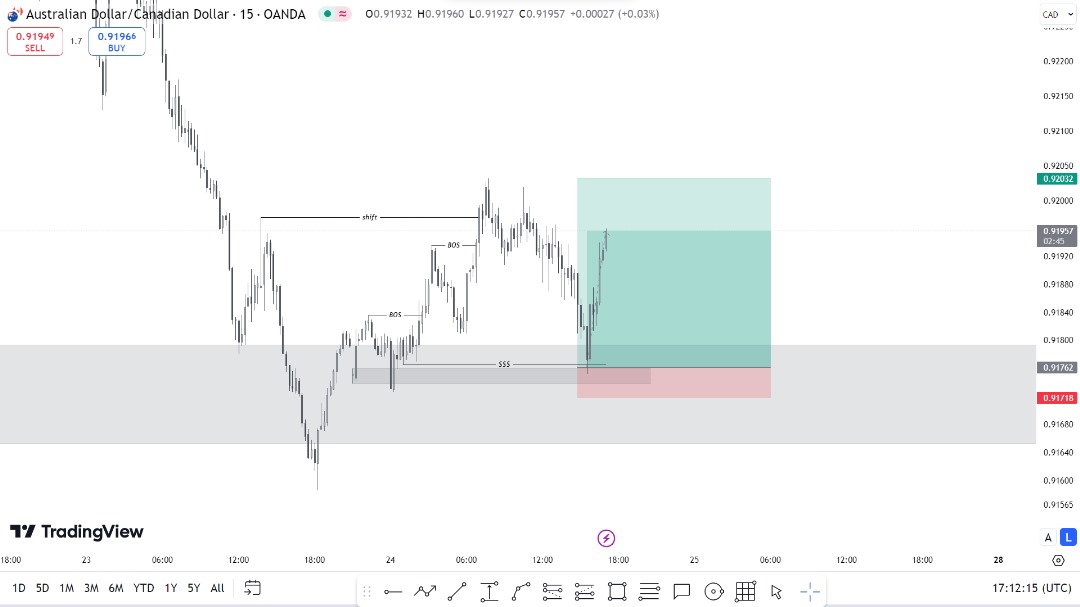 Australian Dollar/Canadian Dollar · 15 · OANDA O0.91932 H0.91960 L0.91927 C0.91957 +0.00027 (+0.03%)
CAD
0.91949
SELL
1.7
0.91966
BUY
0.92200
0.92150
0.92100
0.92050
0.92032
0.92000
0.91957
02:45
0.91920
0.91880
0.91840
0.91800
0.91762
0.91718
0.91680
0.91640
0.91600
0.91565
shift
BOS
BOS
SSS
TradingView
A
L
18:00 23 06:00 12:00 18:00 24 06:00 12:00 18:00 25 06:00 12:00 18:00 28
1D 5D 1M 3M 6M YTD 1Y 5Y All
17:12:15 (UTC)